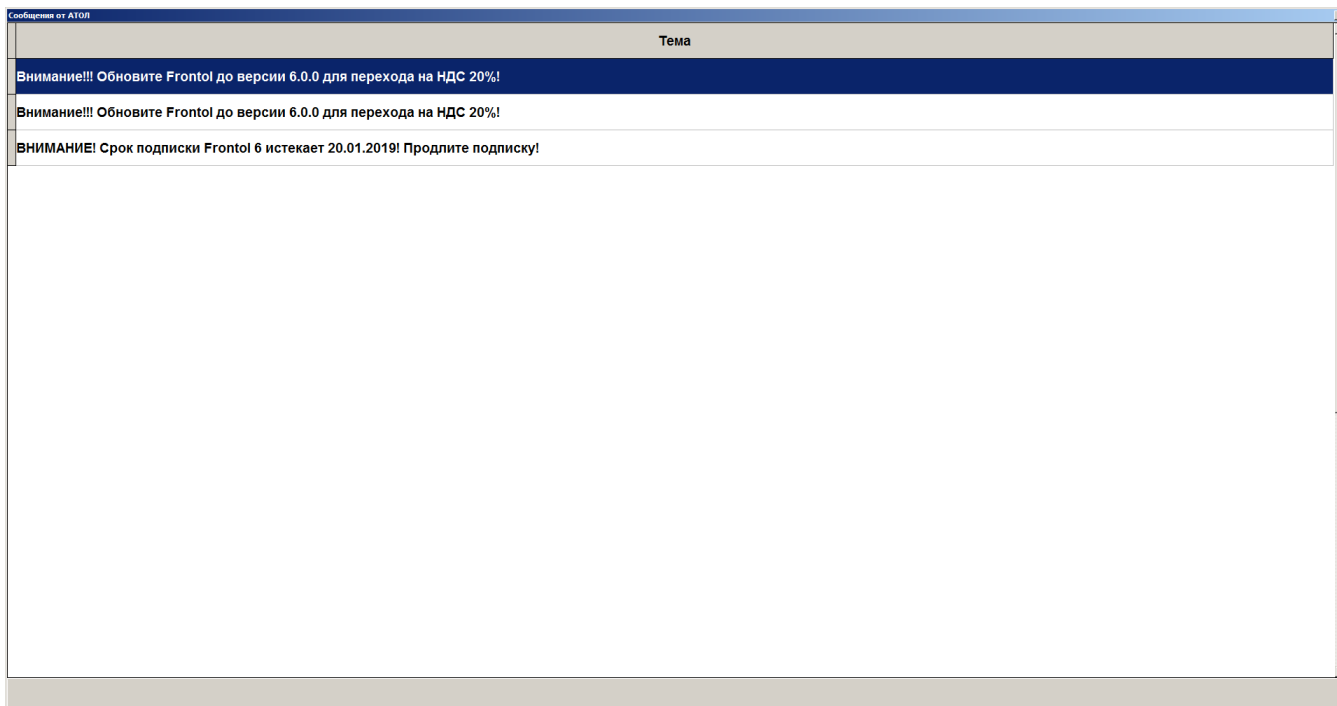 Сообщения от АТОЛ
Тема
Внимание!!! Обновите Frontol до версии 6.0.0 для перехода на НДС 20%!
Внимание!!! Обновите Frontol до версии 6.0.0 для перехода на НДС 20%!
ВНИМАНИЕ! Срок подписки Frontol 6 истекает 20.01.2019! Продлите подписку!